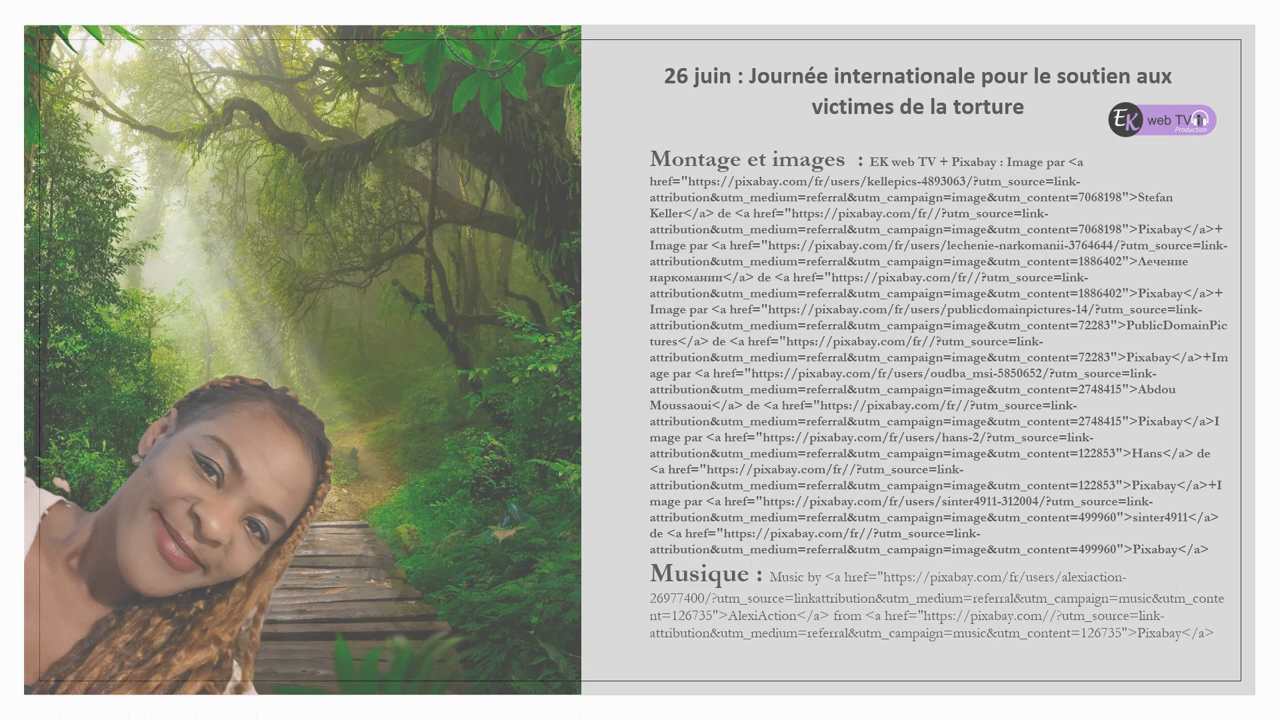 26 juin : Journée internationale pour le soutien aux
victimes de la torture
EK web TV
Production
Montage et images : EK web TV + Pixabay : Image par <a
href="https://pixabay.com/fr/users/kellepics-4893063/?utm_source=link-
attribution&utm_medium=referral&utm_campaign=image&utm_content=7068198">Stefan
Keller</a> de <a href="https://pixabay.com/fr//?utm_source=link-
attribution&utm_medium=referral&utm_campaign=image&utm_content=7068198">Pixabay</a>+
Image par <a href="https://pixabay.com/fr/users/lechenie-narkomanii-3764644/?utm_source=link-
attribution&utm_medium=referral&utm_campaign=image&utm_content=1886402">Лечение
наркомании</a> de <a href="https://pixabay.com/fr//?utm_source=link-
attribution&utm_medium=referral&utm_campaign=image&utm_content=1886402">Pixabay</a>+
Image par <a href="https://pixabay.com/fr/users/publicdomainpictures-14/?utm_source=link-
attribution&utm_medium=referral&utm_campaign=image&utm_content=72283">PublicDomainPic
tures</a> de <a href="https://pixabay.com/fr//?utm_source=link-
attribution&utm_medium=referral&utm_campaign=image&utm_content=72283">Pixabay</a>+Im
age par <a href="https://pixabay.com/fr/users/oudba_msi-5850652/?utm_source=link-
attribution&utm_medium=referral&utm_campaign=image&utm_content=2748415">Abdou
Moussaoui</a> de <a href="https://pixabay.com/fr//?utm_source=link-
attribution&utm_medium=referral&utm_campaign=image&utm_content=2748415">Pixabay</a>I
mage par <a href="https://pixabay.com/fr/users/hans-2/?utm_source=link-
attribution&utm_medium=referral&utm_campaign=image&utm_content=122853">Hans</a> de
<a href="https://pixabay.com/fr//?utm_source=link-
attribution&utm_medium=referral&utm_campaign=image&utm_content=122853">Pixabay</a>+I
mage par <a href="https://pixabay.com/fr/users/sinter4911-312004/?utm_source=link-
attribution&utm_medium=referral&utm_campaign=image&utm_content=499960">sinter4911</a>
de <a href="https://pixabay.com/fr//?utm_source=link-
attribution&utm_medium=referral&utm_campaign=image&utm_content=499960">Pixabay</a>
Musique : Music by <a href="https://pixabay.com/fr/users/alexiaction-
26977400/?utm_source=linkattribution&utm_medium=referral&utm_campaign=music&utm_conte
nt=126735">AlexiAction</a> from <a href="https://pixabay.com//?utm_source=link-
attribution&utm_medium=referral&utm_campaign=music&utm_content=126735">Pixabay</a>